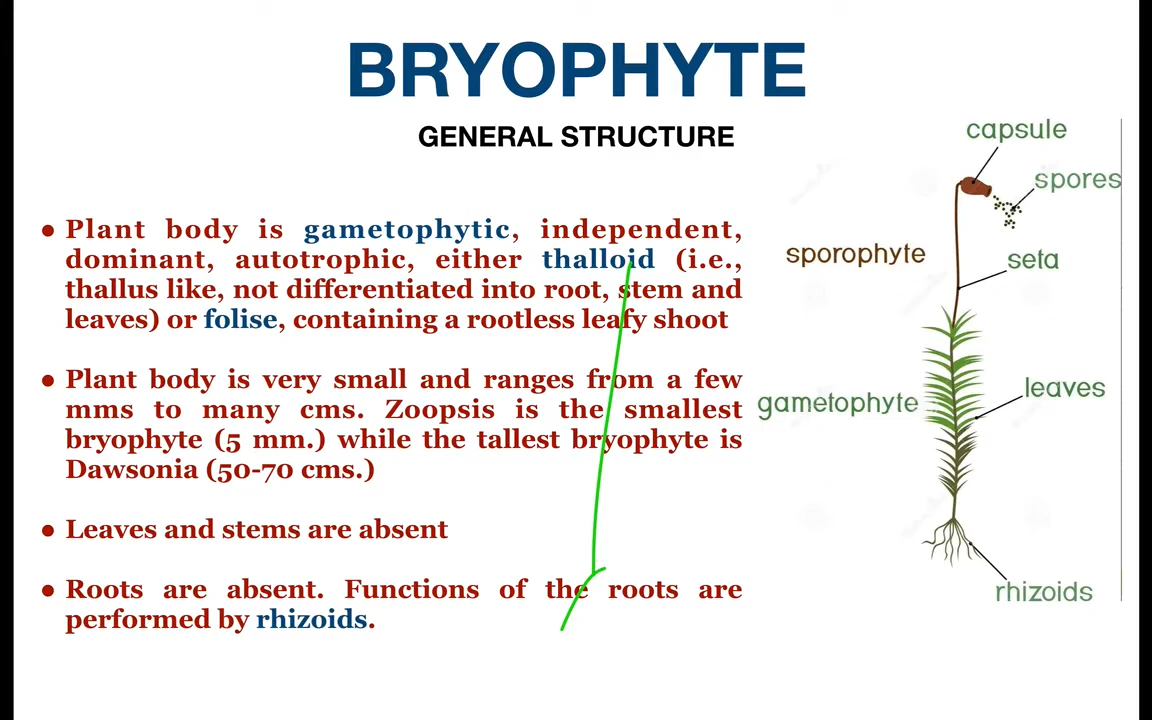 BRYOPHYTE
GENERAL STRUCTURE
● Plant body is gametophytic, independent,
dominant, autotrophic, either thalloid (i.e.,
thallus like, not differentiated into root, stem and
leaves) or folise, containing a rootless leafy shoot
● Plant body is very small and ranges from a few
mms to many cms. Zoopsis is the smallest
bryophyte (5 mm.) while the tallest bryophyte is
Dawsonia (50-70 cms.)
● Leaves and stems are absent
● Roots are absent. Functions of the roots are
performed by rhizoids.
capsule
spores
sporophyte
seta
leaves
gametophyte
rhizoids